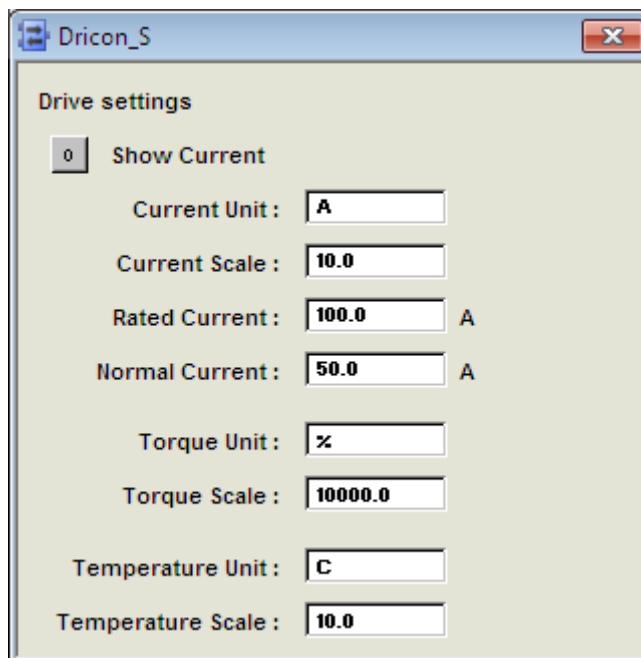 Dricon_S
Drive settings
0 Show Current
Current Unit : A
Current Scale : 10.0
Rated Current : 100.0 A
Normal Current : 50.0 A
Torque Unit : %
Torque Scale : 10000.0
Temperature Unit : C
Temperature Scale : 10.0